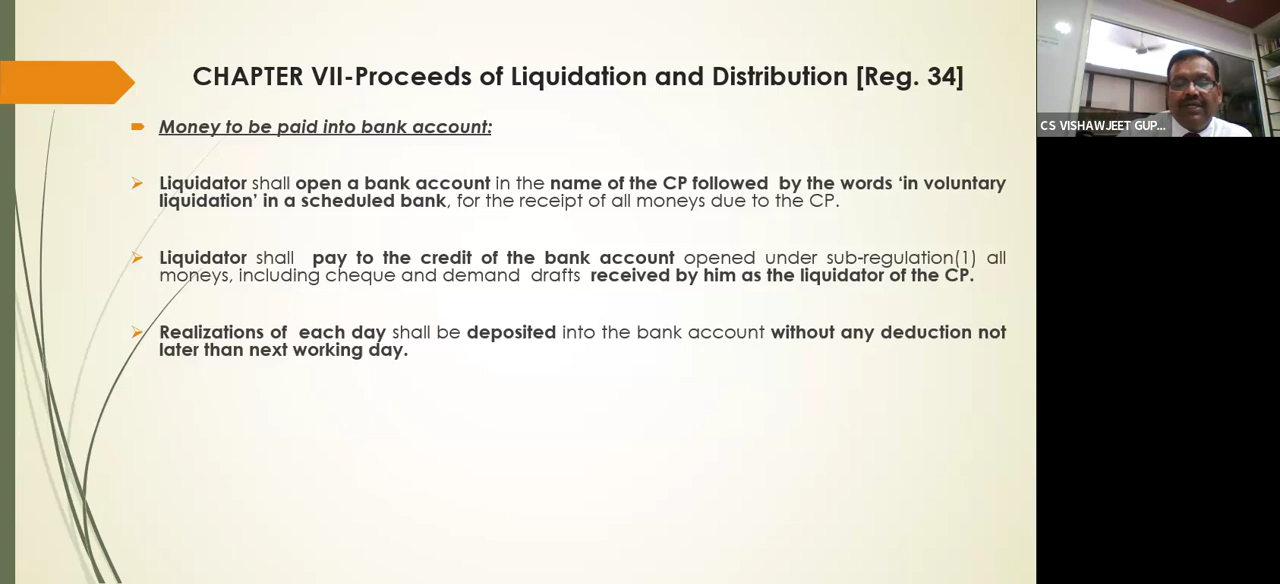 CHAPTER VII-Proceeds of Liquidation and Distribution [Reg. 34]
Money to be paid into bank account:
Liquidator shall open a bank account in the name of the CP followed by the words ‘in voluntary
liquidation’ in a scheduled bank, for the receipt of all moneys due to the CP.
Liquidator shall pay to the credit of the bank account opened under sub-regulation(1) all
moneys, including cheque and demand drafts received by him as the liquidator of the CP.
Realizations of each day shall be deposited into the bank account without any deduction not
later than next working day.
CS VISHAWJEET GUP...